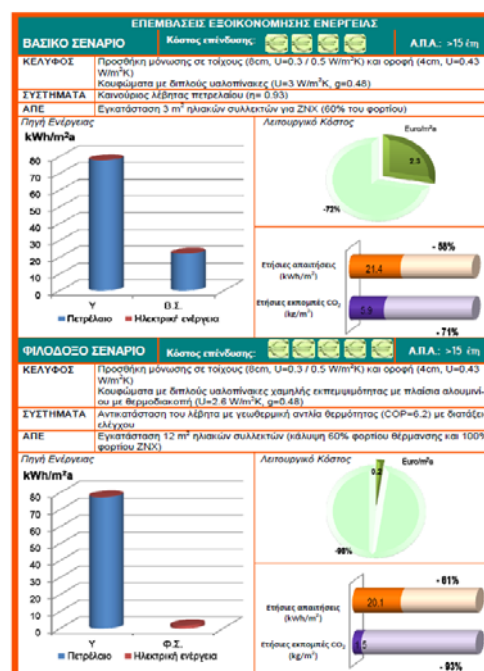 ΕΠΕΜΒΑΣΕΙΣ ΕΞΟΙΚΟΝΟΜΗΣΗΣ ΕΝΕΡΓΕΙΑΣ
ΒΑΣΙΚΟ ΣΕΝΑΡΙΟ Κόστος επένδυσης: Α.Π.Α.: >15 έτη
ΚΕΛΥΦΟΣ Προσθήκη μόνωσης σε τοίχους (8cm, U=0.3 / 0.5 W/m²K) και οροφή (4cm, U=0.43
W/m²K)
Κουφώματα με διπλούς υαλοπίνακες (U=3 W/m²K, g=0.48)
ΣΥΣΤΗΜΑΤΑ Καινούριος λέβητας πετρελαίου (η= 0.93)
ΑΠΕ Εγκατάσταση 3 m² ηλιακών συλλεκτών για ΖΝΧ (60% του φορτίου)
Πηγή Ενέργειας Λειτουργικό Κόστος
kWh/m²a
80
70
60
50
40
30
20
10
0
Υ Β.Σ.
Πετρέλαιο Ηλεκτρική ενέργεια
Euro/m²a
2.3
-72%
- 58%
Ετήσιες απαιτήσεις
(kWh/m²)
21.4
Ετήσιες εκπομπές CO₂
(kg/m²)
5.9
- 71%
ΦΙΛΟΔΟΞΟ ΣΕΝΑΡΙΟ Κόστος επένδυσης: Α.Π.Α.: >15 έτη
ΚΕΛΥΦΟΣ Προσθήκη μόνωσης σε τοίχους (8cm, U=0.3 / 0.5 W/m²K) και οροφή (4cm, U=0.43
W/m²K)
Κουφώματα με διπλούς υαλοπίνακες χαμηλής εκπεμψιμότητας με πλαίσια αλουμινί-
ου με θερμοδιακοπή (U=2.6 W/m²K, g=0.48)
ΣΥΣΤΗΜΑΤΑ Αντικατάσταση του λέβητα με γεωθερμική αντλία θερμότητας (COP=6.2) με διατάξεις
ελέγχου
ΑΠΕ Εγκατάσταση 12 m² ηλιακών συλλεκτών (κάλυψη 60% φορτίου θέρμανσης και 100%
φορτίου ΖΝΧ)
Πηγή Ενέργειας Λειτουργικό Κόστος
kWh/m²a
80
70
60
50
40
30
20
10
0
Υ Φ.Σ.
Πετρέλαιο Ηλεκτρική ενέργεια
0.2
Euro/m²a
-98%
- 61%
Ετήσιες απαιτήσεις
(kWh/m²)
20.1
Ετήσιες εκπομπές CO₂
(kg/m²)
1.5
- 93%